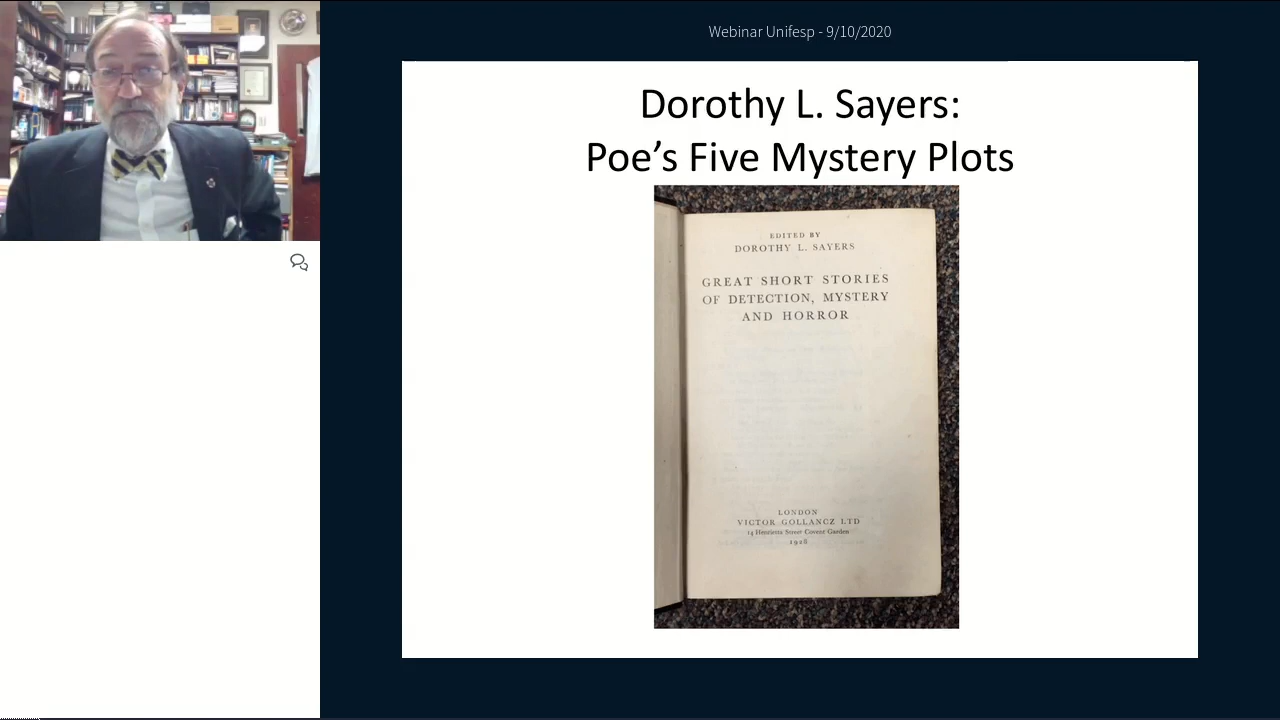 Webinar Unifesp - 9/10/2020
Dorothy L. Sayers:
Poe’s Five Mystery Plots
EDITED BY
DOROTHY L. SAYERS
GREAT SHORT STORIES
OF DETECTION, MYSTERY
AND HORROR
LONDON
VICTOR GOLLANCZ LTD
14 Henrietta Street Covent Garden
1928